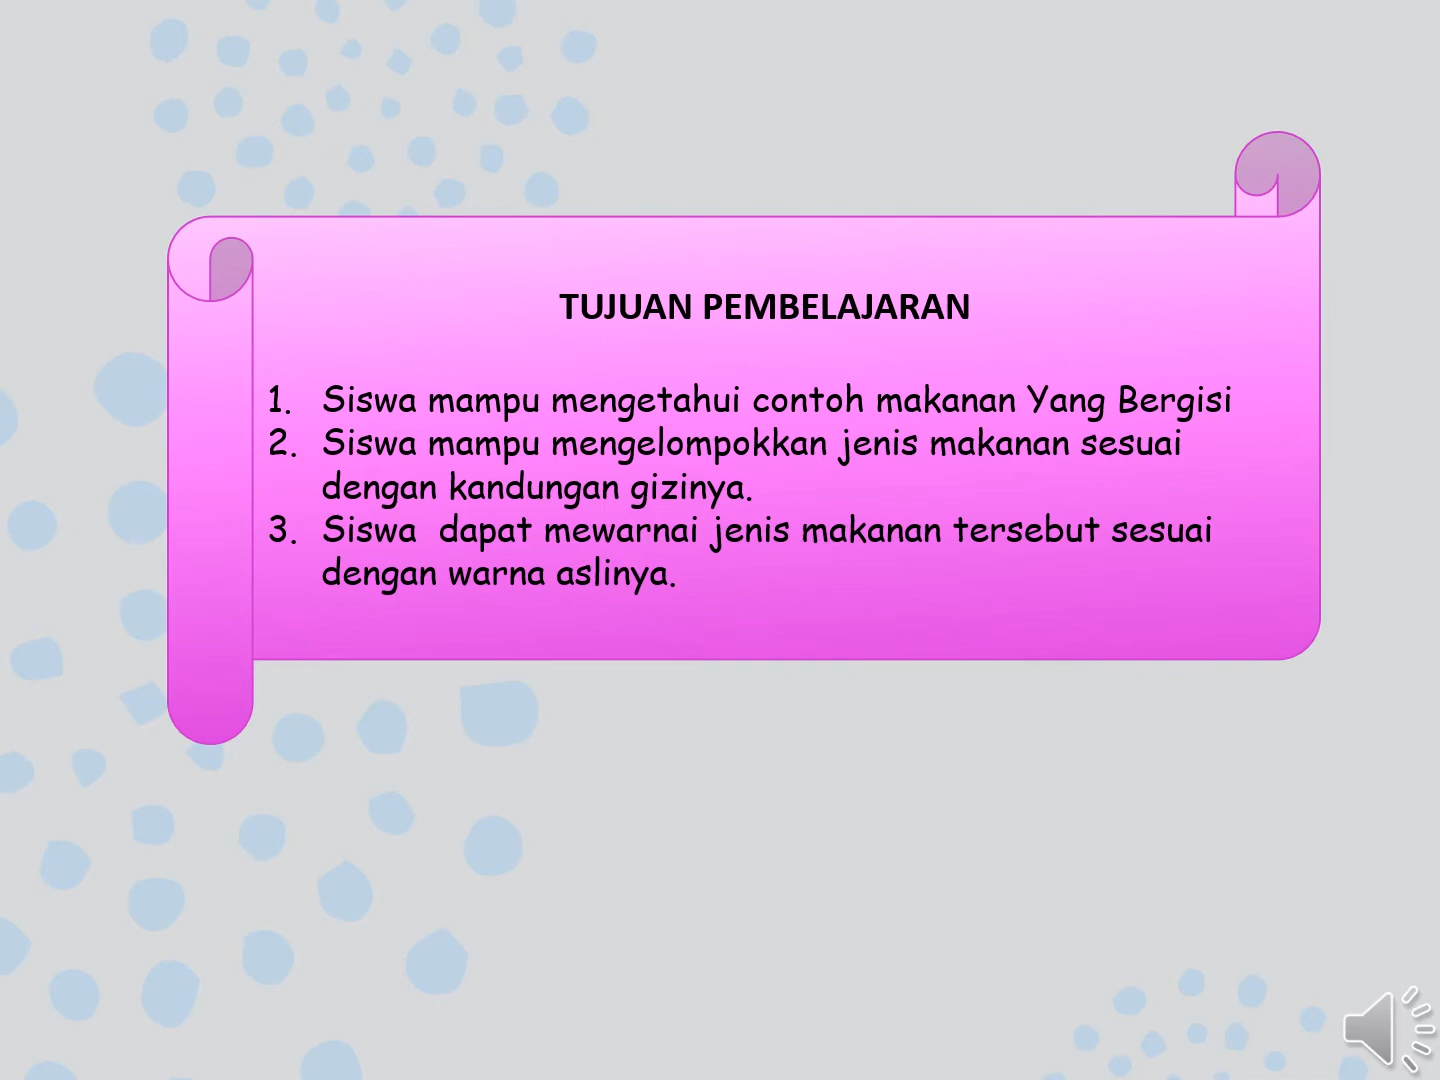 TUJUAN PEMBELAJARAN
1. Siswa mampu mengetahui contoh makanan Yang Bergisi
2. Siswa mampu mengelompokkan jenis makanan sesuai
dengan kandungan gizinya.
3. Siswa  dapat mewarnai jenis makanan tersebut sesuai
dengan warna aslinya.